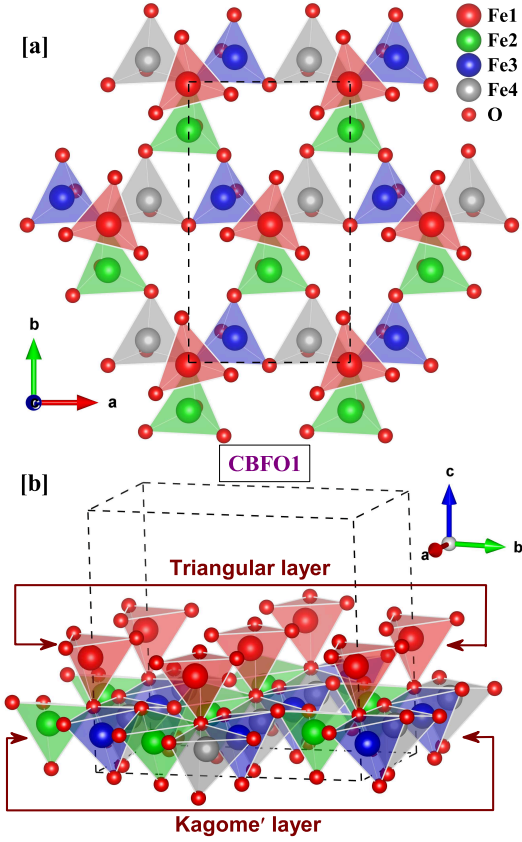 [a]
Fe1
Fe2
Fe3
Fe4
O
b
c
a
CBFO1
[b]
c
a
b
Triangular layer
Kagome′ layer